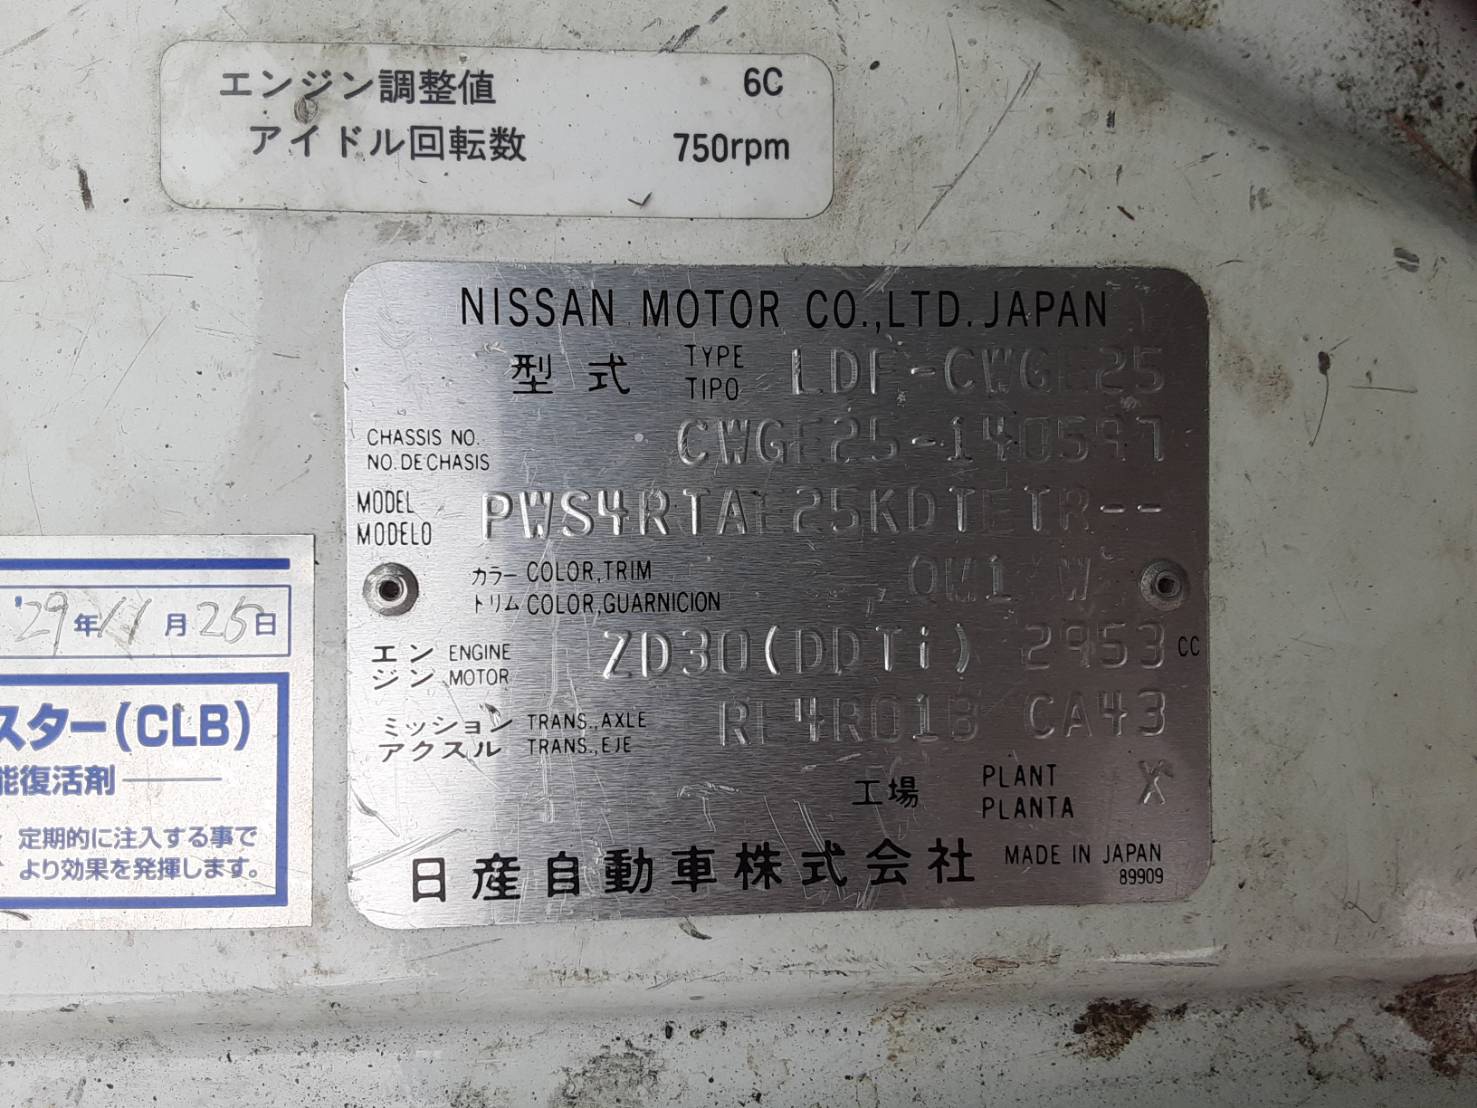 エンジン調整値 6C
アイドル回転数 750rpm
NISSAN MOTOR CO.,LTD. JAPAN
型式 TYPE TIPO LDF-CWGE25
CHASSIS NO. NO. DE CHASIS CWGE25-140597
MODEL MODELO PWS4RTAE25KDTETR--
カラー COLOR,TRIM
トリム COLOR,GUARNICION QM1 W
エンジン ENGINE MOTOR ZD30(DDTi) 2953 CC
ミッション TRANS.,AXLE
アクスル TRANS.,EJE RE4R01B CA43
工場 PLANT PLANTA X
日産自動車株式会社 MADE IN JAPAN
89909
'29年11月25日
スター(CLB)
能復活剤
定期的に注入する事で
より効果を発揮します。